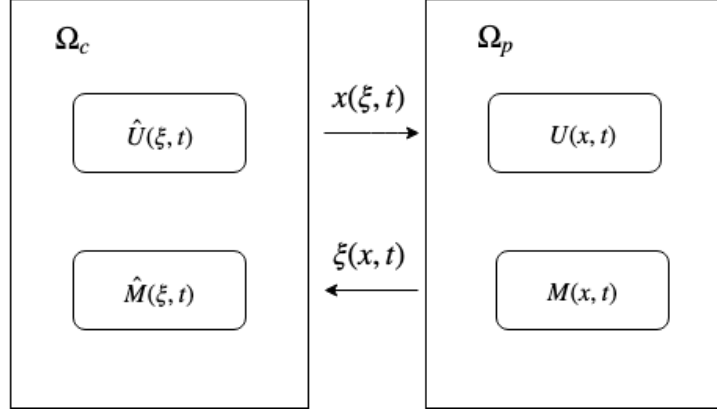 Ω_c
Ω_p
x(ξ, t)
Û(ξ, t)
U(x, t)
ξ(x, t)
M̂(ξ, t)
M(x, t)